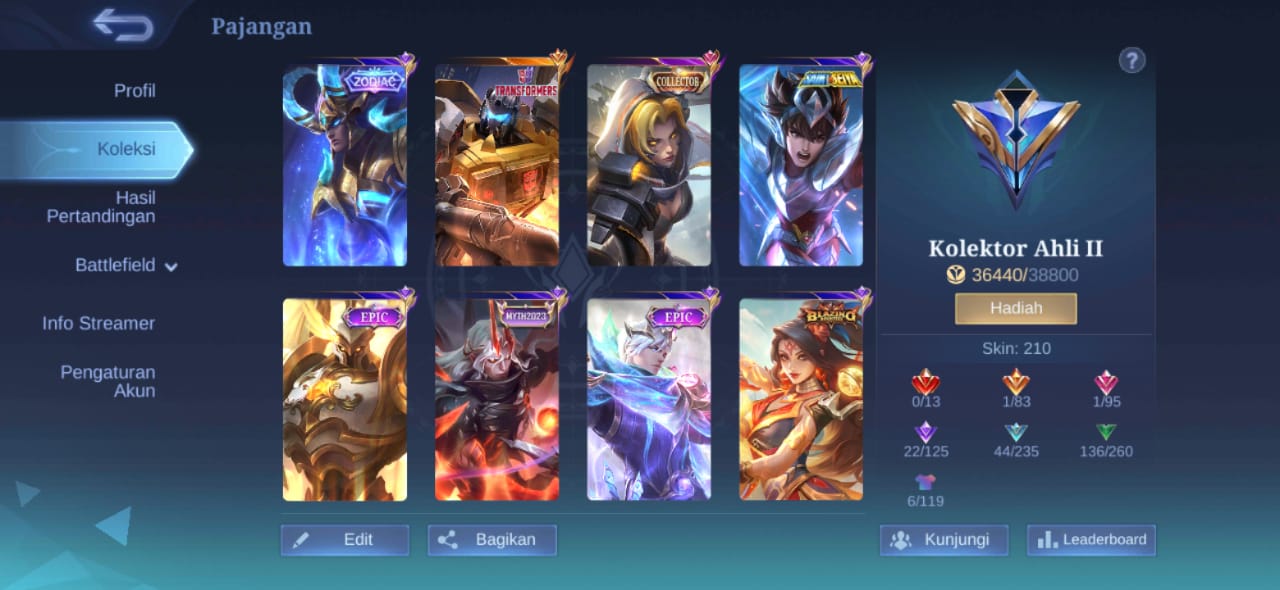 Pajangan
Profil
Koleksi
Hasil
Pertandingan
Battlefield
Info Streamer
Pengaturan
Akun
ZODIAC
TRANSFORMERS
COLLECTOR
SAINT SEIYA
EPIC
MYTH2023
EPIC
BLAZING
Edit
Bagikan
?
Kolektor Ahli II
36440/38800
Hadiah
Skin: 210
0/13
1/83
1/95
22/125
44/235
136/260
6/119
Kunjungi
Leaderboard